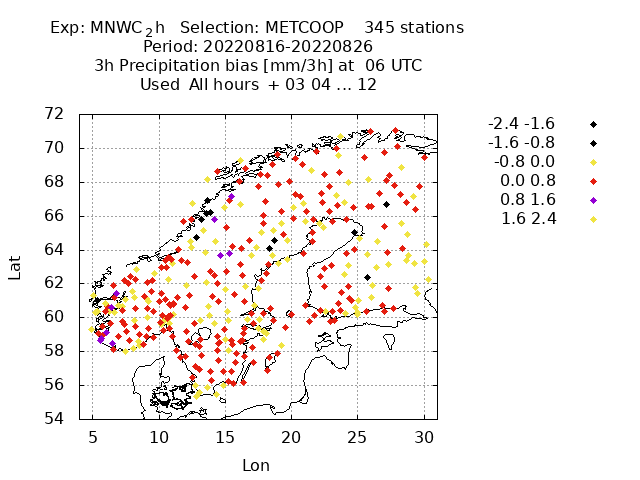 Exp: MNWC_2h   Selection: METCOOP    345 stations
Period: 20220816-20220826
3h Precipitation bias [mm/3h] at  06 UTC
Used  All hours  + 03 04 ... 12
72
70
68
66
64
62
60
58
56
54
Lat
5 10 15 20 25 30
Lon
-2.4 -1.6
-1.6 -0.8
-0.8 0.0
0.0 0.8
0.8 1.6
1.6 2.4